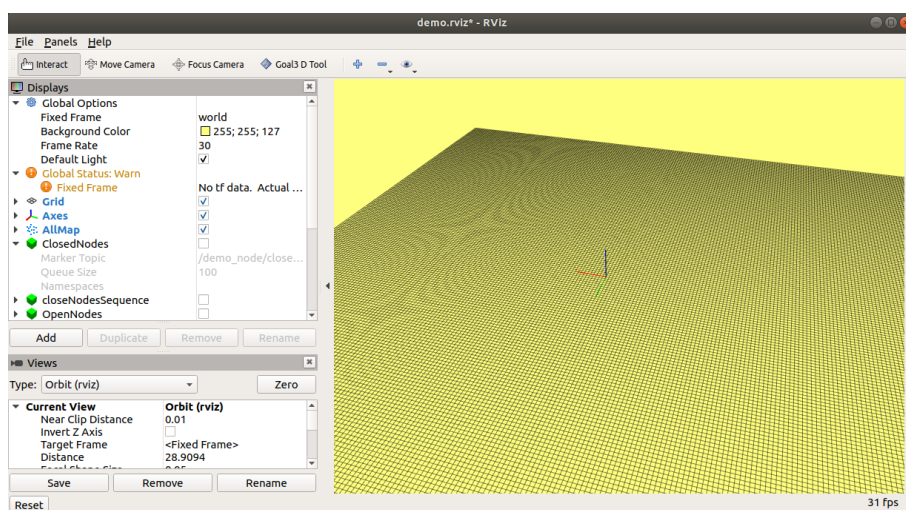 demo.rviz* - RViz
File Panels Help
Interact Move Camera Focus Camera Goal3 D Tool
Displays
Global Options
Fixed Frame world
Background Color 255; 255; 127
Frame Rate 30
Default Light
Global Status: Warn
Fixed Frame No tf data. Actual ...
Grid
Axes
AllMap
ClosedNodes
Marker Topic /demo_node/close...
Queue Size 100
Namespaces
closeNodesSequence
OpenNodes
Add Duplicate Remove Rename
Views
Type: Orbit (rviz) Zero
Current View Orbit (rviz)
Near Clip Distance 0.01
Invert Z Axis
Target Frame <Fixed Frame>
Distance 28.9094
Save Remove Rename
Reset 31 fps